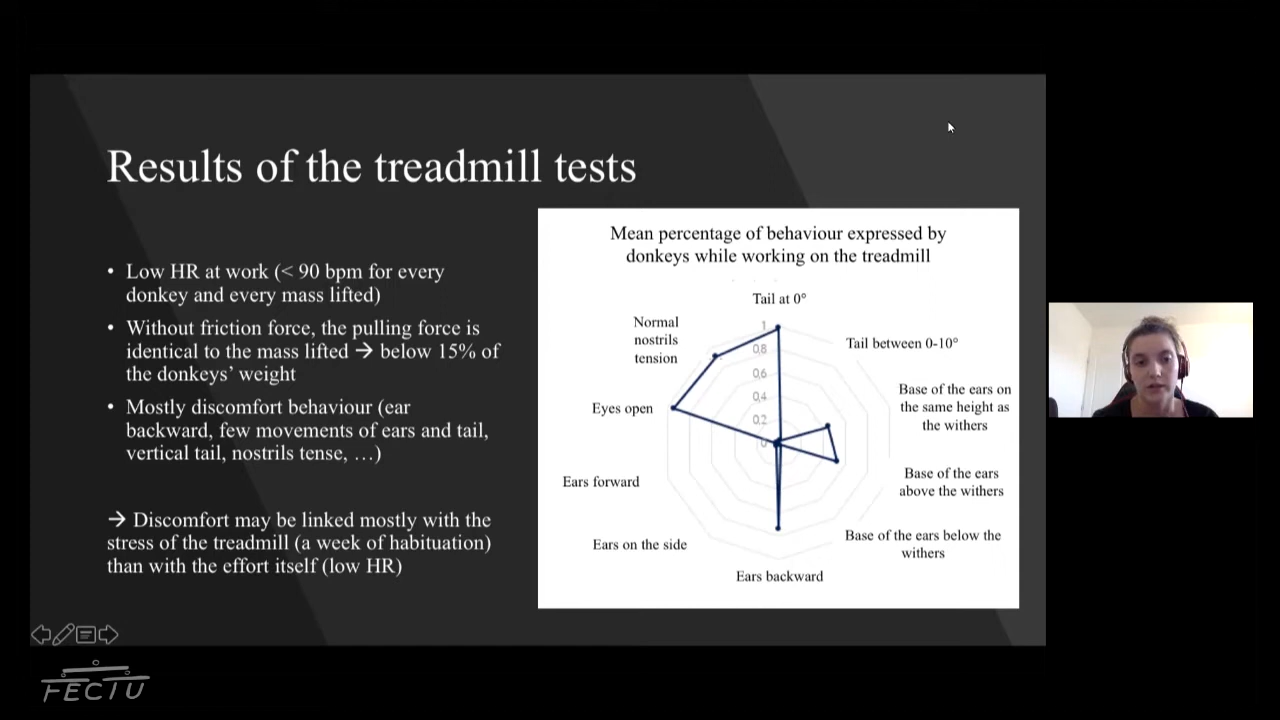 Results of the treadmill tests
• Low HR at work (< 90 bpm for every
donkey and every mass lifted)
• Without friction force, the pulling force is
identical to the mass lifted → below 15% of
the donkeys' weight
• Mostly discomfort behaviour (ear
backward, few movements of ears and tail,
vertical tail, nostrils tense, …)
→ Discomfort may be linked mostly with the
stress of the treadmill (a week of habituation)
than with the effort itself (low HR)
Mean percentage of behaviour expressed by
donkeys while working on the treadmill
Tail at 0°
Tail between 0-10°
Base of the ears on
the same height as
the withers
Base of the ears
above the withers
Base of the ears below the
withers
Ears backward
Ears on the side
Ears forward
Eyes open
Normal
nostrils
tension
1
0,8
0,6
0,4
0,2
0
FECTU